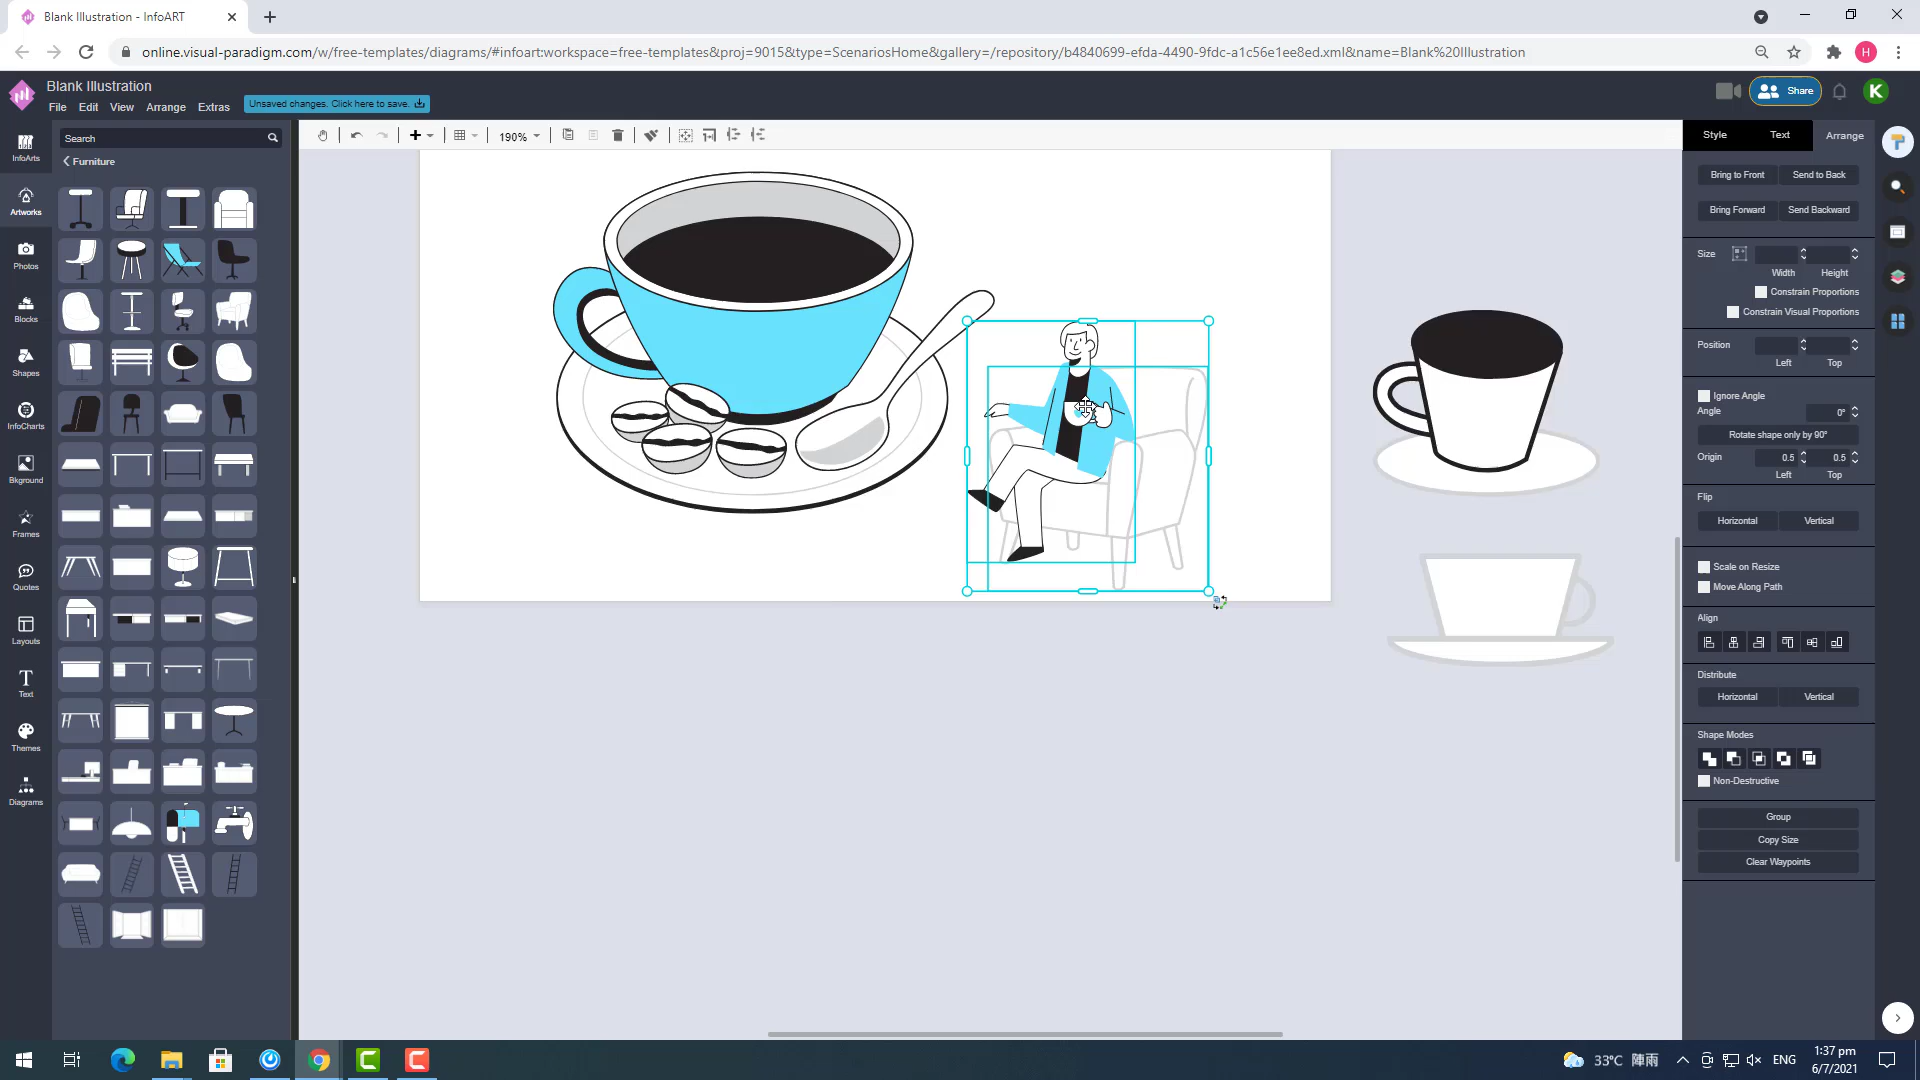 Blank Illustration - InfoART
online.visual-paradigm.com/w/free-templates/diagrams/#infoart:workspace=free-templates&proj=9015&type=ScenariosHome&gallery=/repository/b4840699-efda-4490-9fdc-a1c56e1ee8ed.xml&name=Blank%20Illustration
H
Blank Illustration
File Edit View Arrange Extras
Unsaved changes. Click here to save.
Share
K
Search
Furniture
190%
InfoArts
Artworks
Photos
Blocks
Shapes
InfoCharts
Bkground
Frames
Quotes
Layouts
Text
Themes
Diagrams
Style Text Arrange
Bring to Front Send to Back
Bring Forward Send Backward
Size
Width Height
Constrain Proportions
Constrain Visual Proportions
Position
Left Top
Ignore Angle
Angle 0°
Rotate shape only by 90°
Origin 0.5 0.5
Left Top
Flip
Horizontal Vertical
Scale on Resize
Move Along Path
Align
Distribute
Horizontal Vertical
Shape Modes
Non-Destructive
Group
Copy Size
Clear Waypoints
33°C 陣雨
ENG
1:37 pm
6/7/2021